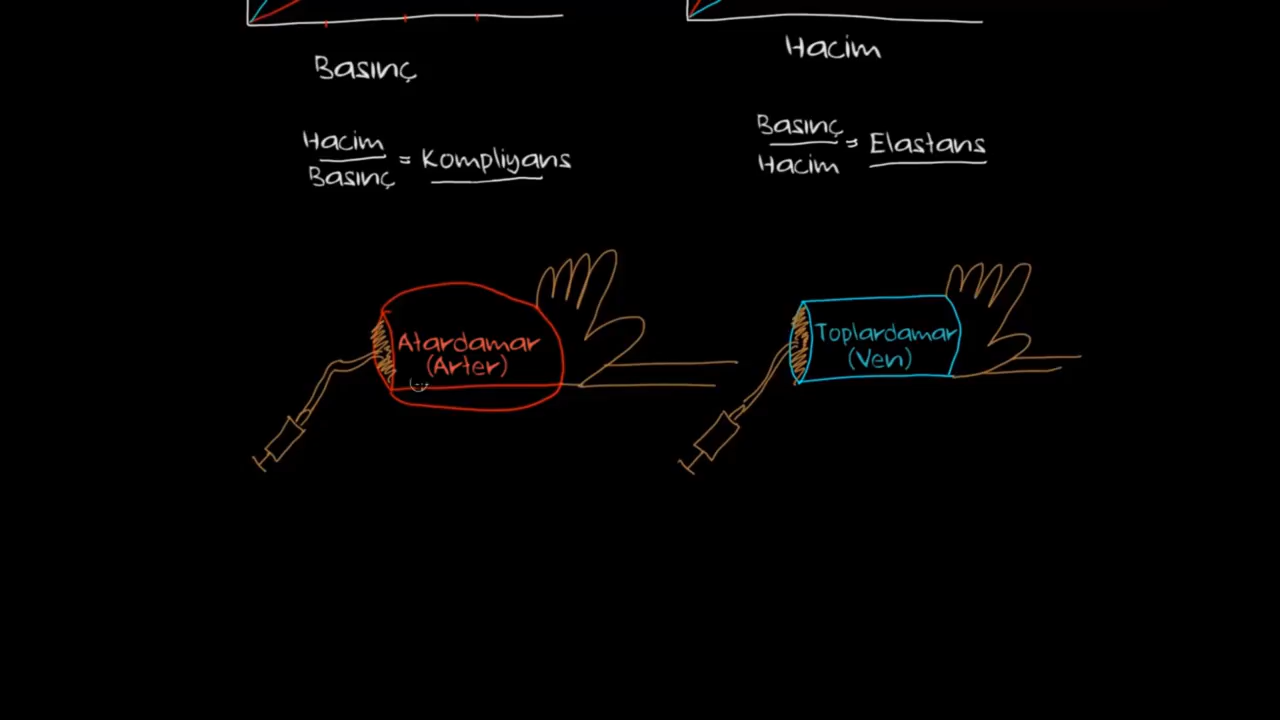 Basınç
Hacim
Hacim
Basınç
= Kompliyans
Basınç
Hacim
= Elastans
Atardamar
(Arter)
Toplardamar
(Ven)